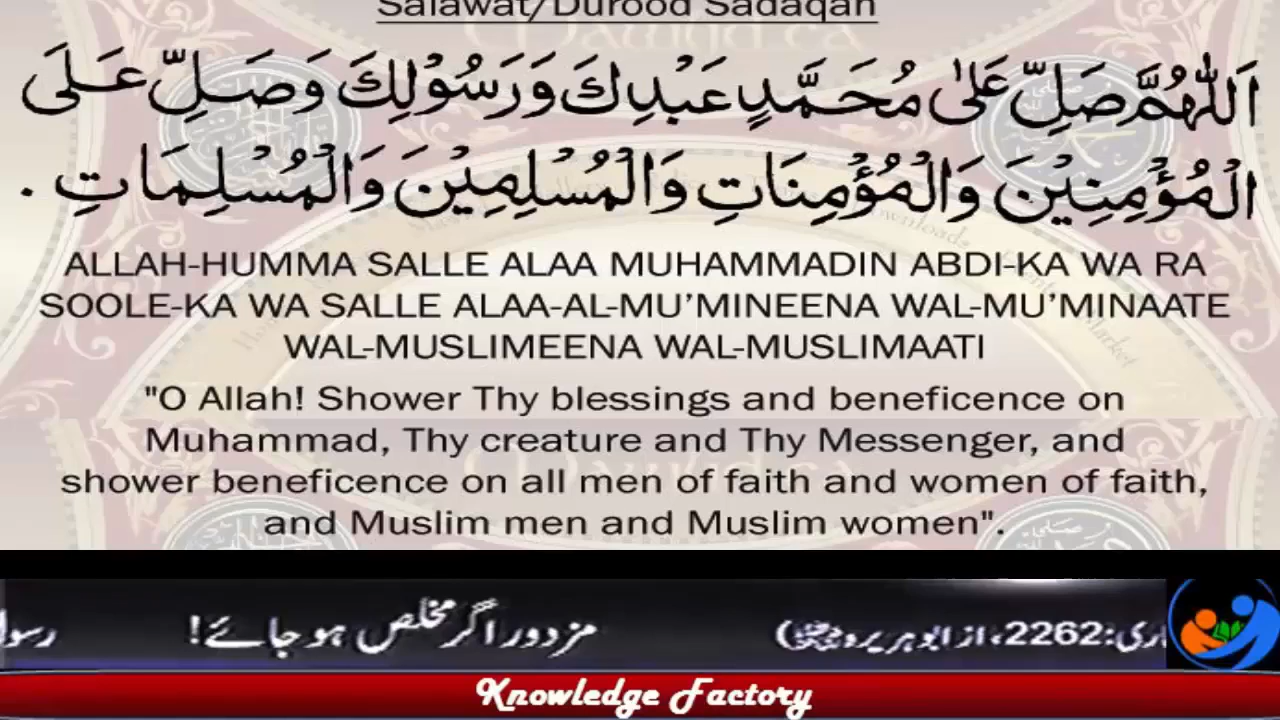 Salawat/Durood Sadaqah
اَللّٰهُمَّ صَلِّ عَلٰى مُحَمَّدٍ عَبْدِكَ وَرَسُوْلِكَ وَصَلِّ عَلَى
الْمُؤْمِنِيْنَ وَالْمُؤْمِنَاتِ وَالْمُسْلِمِيْنَ وَالْمُسْلِمَاتِ .
ALLAH-HUMMA SALLE ALAA MUHAMMADIN ABDI-KA WA RA
SOOLE-KA WA SALLE ALAA-AL-MU’MINEENA WAL-MU’MINAATE
WAL-MUSLIMEENA WAL-MUSLIMAATI
"O Allah! Shower Thy blessings and beneficence on
Muhammad, Thy creature and Thy Messenger, and
shower beneficence on all men of faith and women of faith,
and Muslim men and Muslim women".
2262، از ابو ہریرہ) مزدور اگر مخلص ہو جائے!
Knowledge Factory